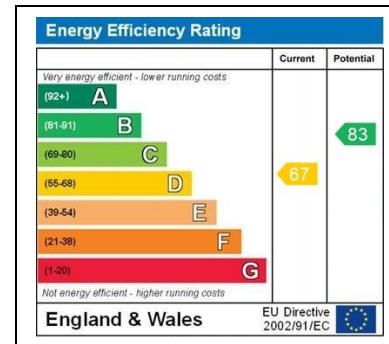 Energy Efficiency Rating
Current Potential
Very energy efficient - lower running costs
(92+) A
(81-91) B
83
(69-80) C
(55-68) D
67
(39-54) E
(21-38) F
(1-20) G
Not energy efficient - higher running costs
England & Wales
EU Directive
2002/91/EC